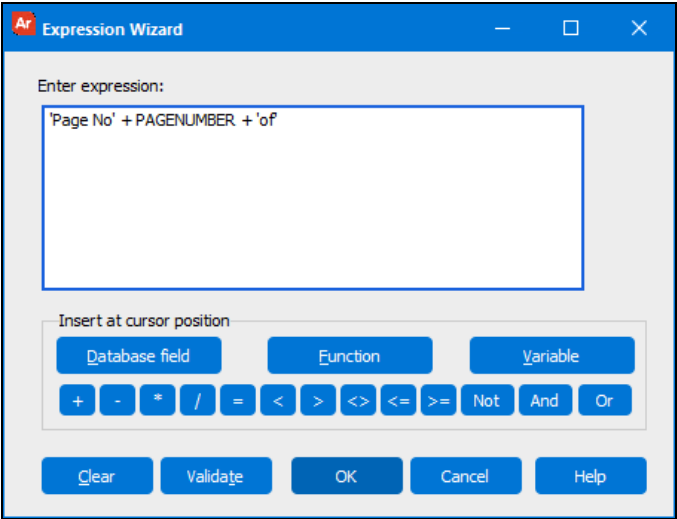 Ar Expression Wizard
Enter expression:
'Page No' + PAGENUMBER + 'of'
Insert at cursor position
Database field Function Variable
+ - * / = < > <> <= >= Not And Or
Clear Validate OK Cancel Help